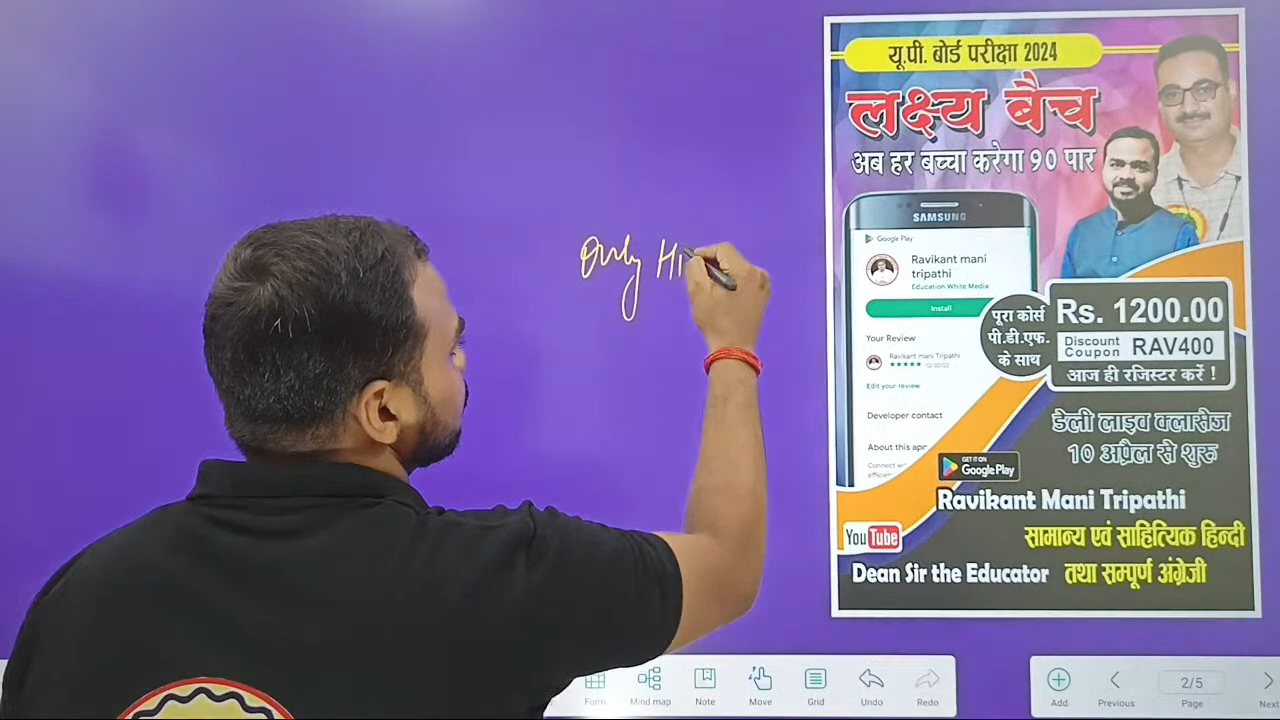 यू.पी. बोर्ड परीक्षा 2024
लक्ष्य बैच
अब हर बच्चा करेगा 90 पार
SAMSUNG
Google Play
Ravikant mani
tripathi
Education White Media
Install
Your Review
Ravikant mani Tripathi
Edit your review
Developer contact
About this app
पूरा कोर्स
पी.डी.एफ.
के साथ
Rs. 1200.00
Discount
Coupon RAV400
आज ही रजिस्टर करें !
डेली लाइव क्लासेज
10 अप्रैल से शुरू
GET IT ON
Google Play
Ravikant Mani Tripathi
YouTube
सामान्य एवं साहित्यिक हिन्दी
Dean Sir the Educator तथा सम्पूर्ण अंग्रेजी
Only Hi
Form
Mind map
Note
Move
Grid
Undo
Redo
Add
Previous
2/5
Page
Next